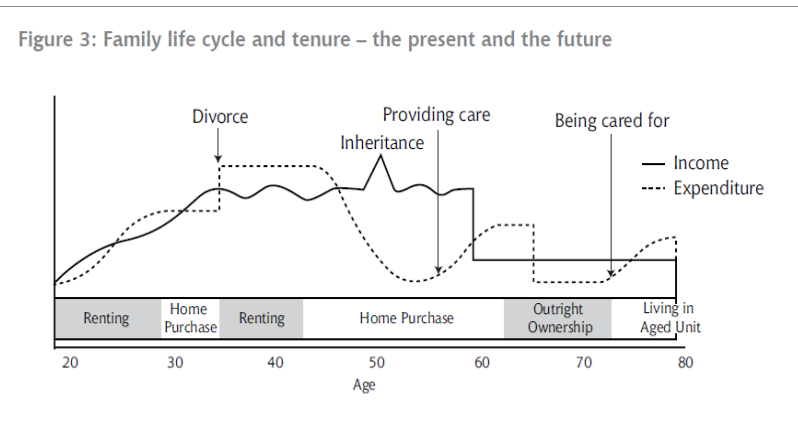 Figure 3: Family life cycle and tenure – the present and the future
Divorce
Providing care
Being cared for
Inheritance
Income
Expenditure
Renting
Home
Purchase
Renting
Home Purchase
Outright
Ownership
Living in
Aged Unit
20 30 40 50 60 70 80
Age